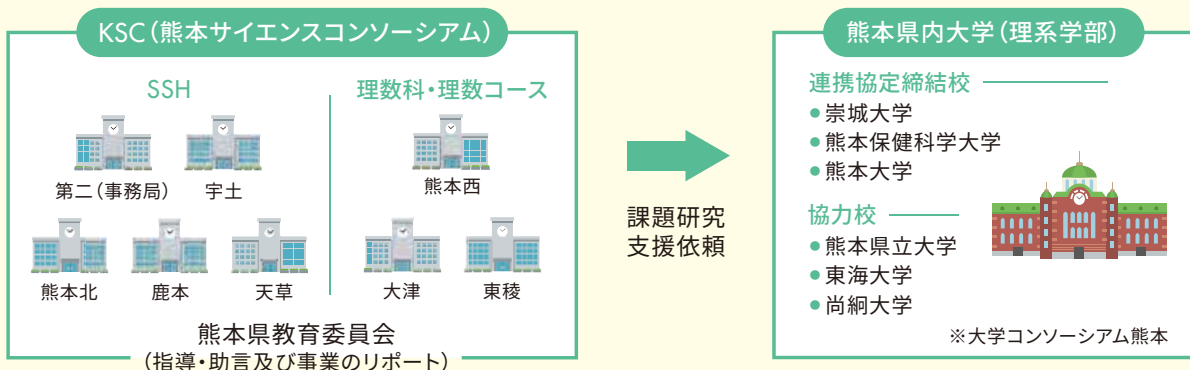 KSC(熊本サイエンスコンソーシアム)
SSH
第二(事務局)
宇土
熊本北
鹿本
天草
理数科・理数コース
熊本西
大津
東稜
熊本県教育委員会
(指導・助言及び事業のリポート)
課題研究
支援依頼
熊本県内大学(理系学部)
連携協定締結校
●崇城大学
●熊本保健科学大学
●熊本大学
協力校
●熊本県立大学
●東海大学
●尚絅大学
※大学コンソーシアム熊本